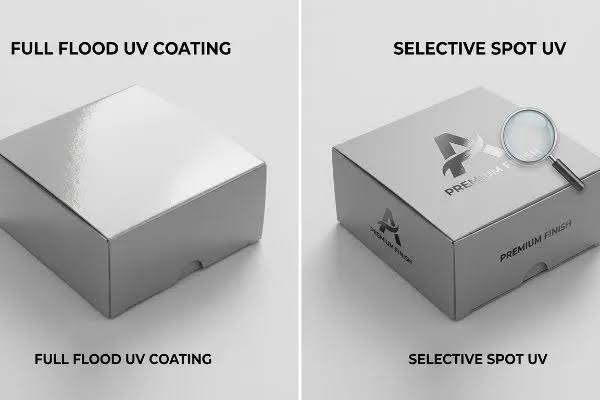 FULL FLOOD UV COATING
SELECTIVE SPOT UV
A
PREMIUM FINISH
A
PREMIUM FINISH
PREMIUM FINISH
FULL FLOOD UV COATING
SELECTIVE SPOT UV